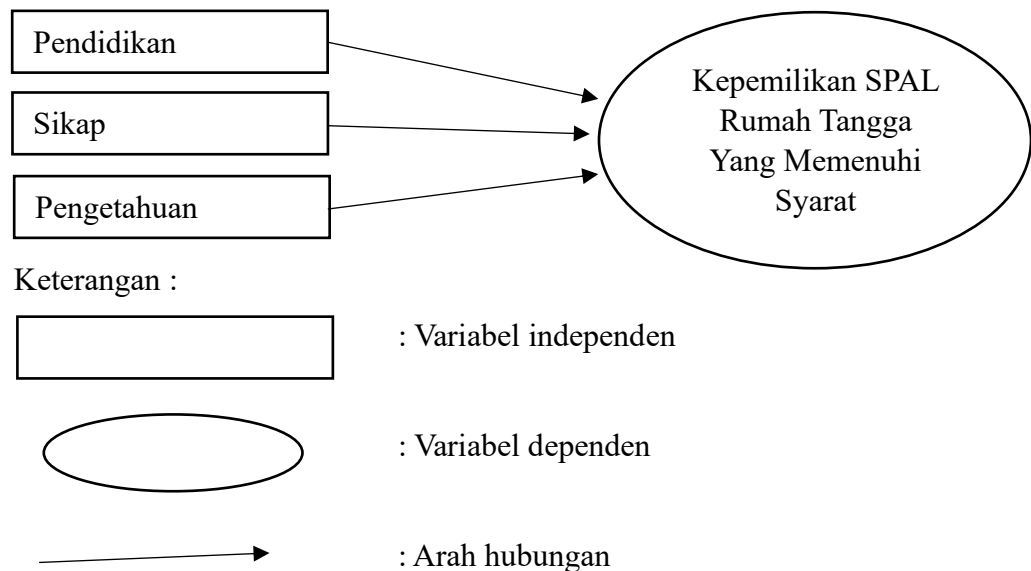 Pendidikan
Sikap
Pengetahuan
Kepemilikan SPAL
Rumah Tangga
Yang Memenuhi
Syarat
Keterangan :
: Variabel independen
: Variabel dependen
: Arah hubungan